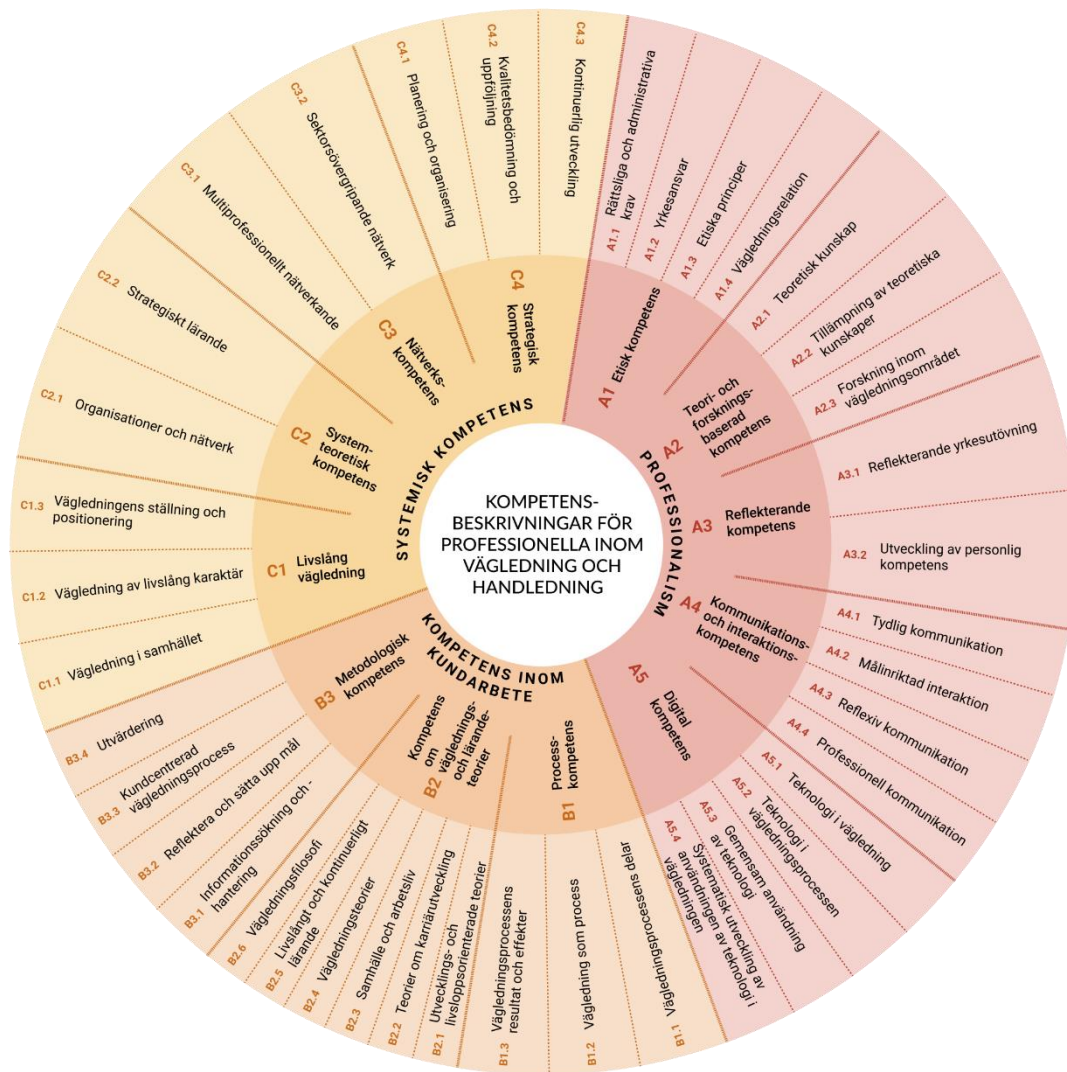 KOMPETENS-
BESKRIVNINGAR FÖR
PROFESSIONELLA INOM
VÄGLEDNING OCH
HANDLEDNING
PROFESSIONALISM
A1 Etisk kompetens
A1.1 Rättsliga och administrativa
krav
A1.2 Yrkesansvar
A1.3 Etiska principer
A1.4 Vägledningsrelation
A2 Teori- och
forsknings-
baserad
kompetens
A2.1 Teoretisk kunskap
A2.2 Tillämpning av teoretiska
kunskaper
A2.3 Forskning inom
vägledningsområdet
A3 Reflekterande
kompetens
A3.1 Reflekterande yrkesutövning
A3.2 Utveckling av personlig
kompetens
A4 Kommunikations-
och interaktions-
kompetens
A4.1 Tydlig kommunikation
A4.2 Målinriktad interaktion
A4.3 Reflexiv kommunikation
A4.4 Professionell kommunikation
A5 Digital
kompetens
A5.1 Teknologi i vägledning
A5.2 Teknologi i
vägledningsprocessen
A5.3 Gemensam användning
av teknologi
A5.4 Systematisk utveckling av
användningen av teknologi i
vägledningen
KOMPETENS INOM
KUNDARBETE
B1 Process-
kompetens
B1.1 Vägledningsprocessens delar
B1.2 Vägledning som process
B1.3 Vägledningsprocessens
resultat och effekter
B2 Kompetens
om
väglednings-
och lärande-
teorier
B2.1 Utvecklings- och
livsloppsorienterade teorier
B2.2 Teorier om karriärutveckling
B2.3 Samhälle och arbetsliv
B2.4 Vägledningsteorier
B2.5 Livslångt och kontinuerligt
lärande
B2.6 Vägledningsfilosofi
B3 Metodologisk
kompetens
B3.1 Informationssökning och -
hantering
B3.2 Reflektera och sätta upp mål
B3.3 Kundcentrerad
vägledningsprocess
B3.4 Utvärdering
SYSTEMISK KOMPETENS
C1 Livslång
vägledning
C1.1 Vägledning i samhället
C1.2 Vägledning av livslång karaktär
C1.3 Vägledningens ställning och
positionering
C2 System-
teoretisk
kompetens
C2.1 Organisationer och nätverk
C2.2 Strategiskt lärande
C3 Nätverks-
kompetens
C3.1 Multiprofessionellt nätverkande
C3.2 Sektorsövergripande nätverk
C4 Strategisk
kompetens
C4.1 Planering och organisering
C4.2 Kvalitetsbedömning och
uppföljning
C4.3 Kontinuerlig utveckling